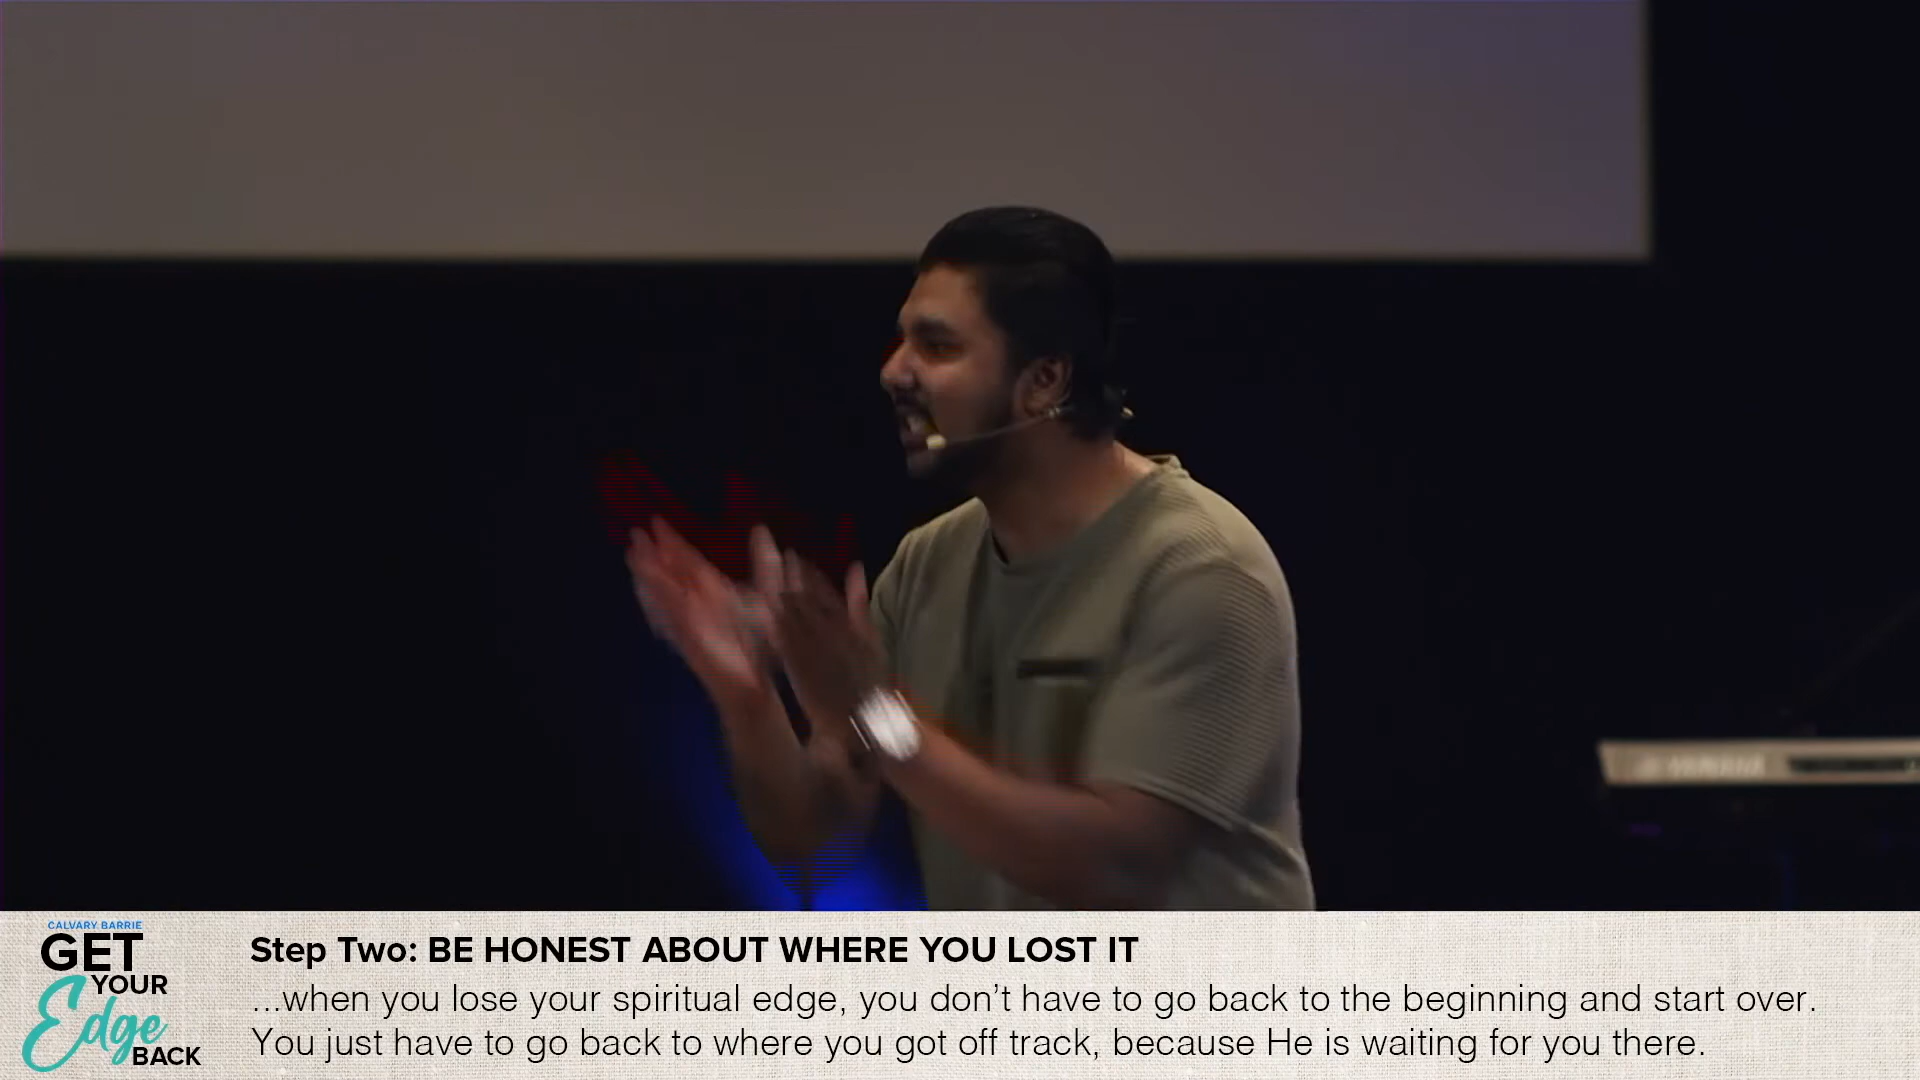 CALVARY BARRIE
GET
YOUR
Edge
BACK
Step Two: BE HONEST ABOUT WHERE YOU LOST IT
...when you lose your spiritual edge, you don't have to go back to the beginning and start over.
You just have to go back to where you got off track, because He is waiting for you there.
YAMAHA